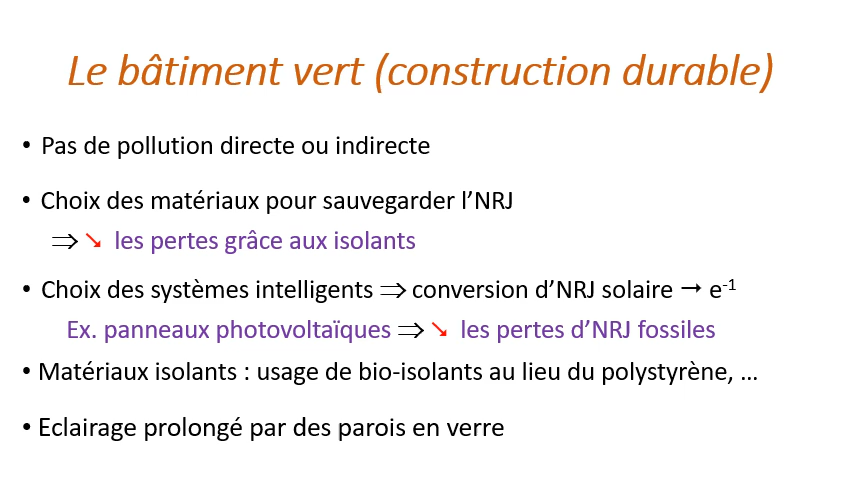 Le bâtiment vert (construction durable)
• Pas de pollution directe ou indirecte
• Choix des matériaux pour sauvegarder l’NRJ
⇒ ↘ les pertes grâce aux isolants
• Choix des systèmes intelligents ⇒ conversion d’NRJ solaire → e⁻¹
Ex. panneaux photovoltaïques ⇒ ↘ les pertes d’NRJ fossiles
• Matériaux isolants : usage de bio-isolants au lieu du polystyrène, …
• Eclairage prolongé par des parois en verre